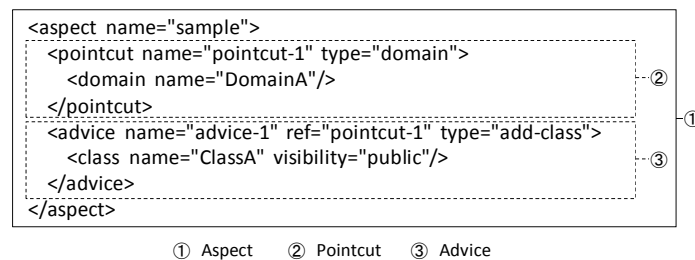 <aspect name="sample">
<pointcut name="pointcut-1" type="domain">
<domain name="DomainA"/>
</pointcut>
②
①
<advice name="advice-1" ref="pointcut-1" type="add-class">
<class name="ClassA" visibility="public"/>
③
</advice>
</aspect>
① Aspect ② Pointcut ③ Advice